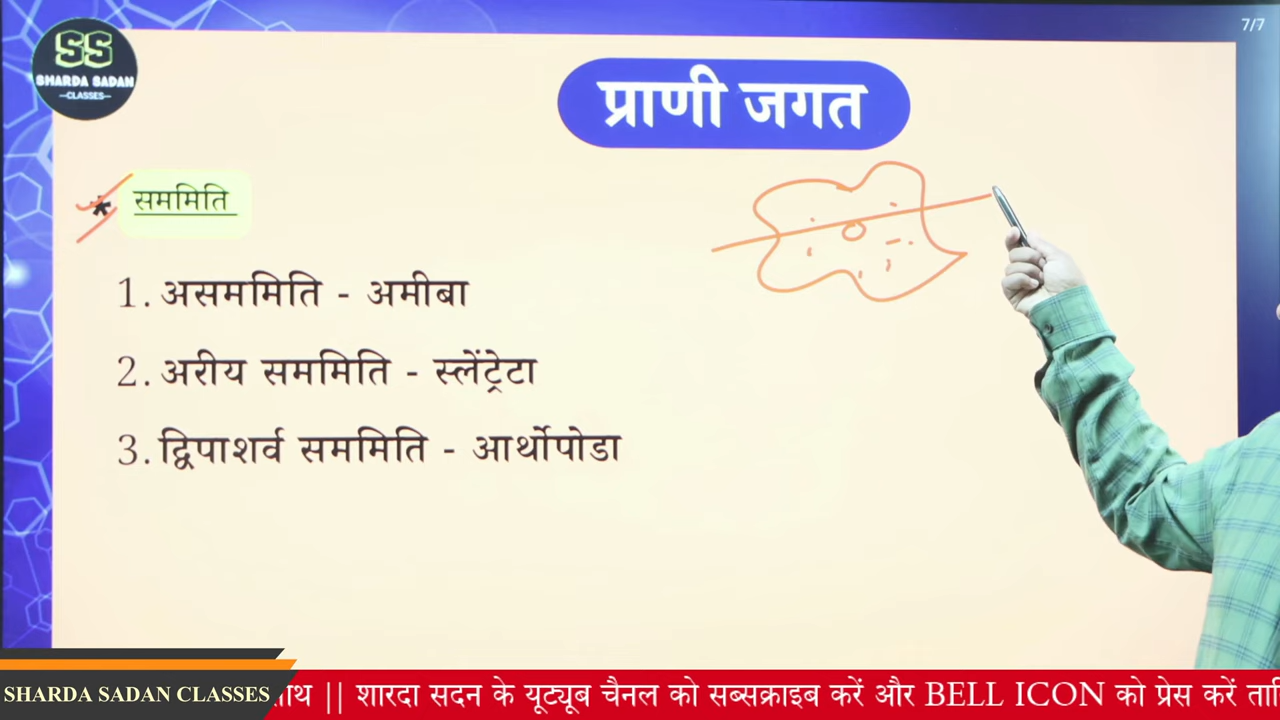 7/7
SS
SHARDA SADAN
CLASSES
प्राणी जगत
* सममिति
1. असममिति - अमीबा
2. अरीय सममिति - स्लेंट्रेटा
3. द्विपाशर्व सममिति - आर्थोपोडा
SHARDA SADAN CLASSES
|| शारदा सदन के यूट्यूब चैनल को सब्सक्राइब करें और BELL ICON को प्रेस करें